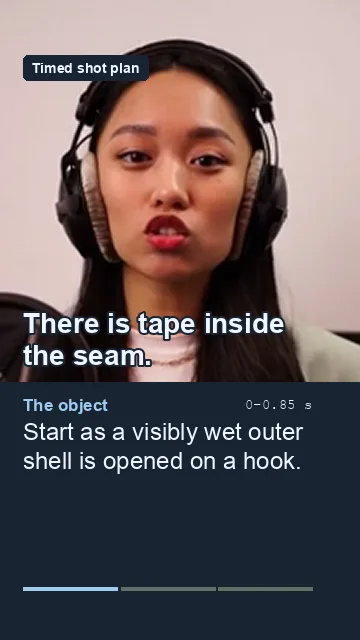 Timed shot plan
There is tape inside
the seam.
The object
0–0.85 s
Start as a visibly wet outer
shell is opened on a hook.